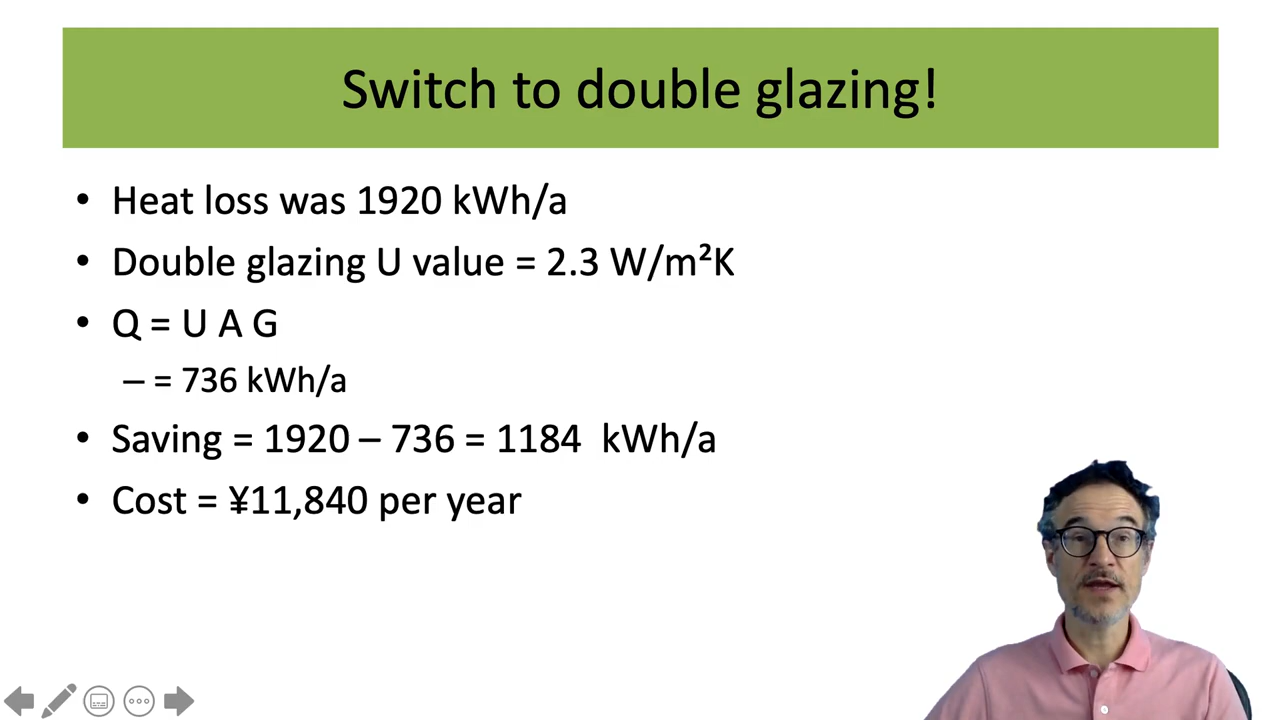 Switch to double glazing!
• Heat loss was 1920 kWh/a
• Double glazing U value = 2.3 W/m²K
• Q = U A G
– = 736 kWh/a
• Saving = 1920 – 736 = 1184  kWh/a
• Cost = ¥11,840 per year